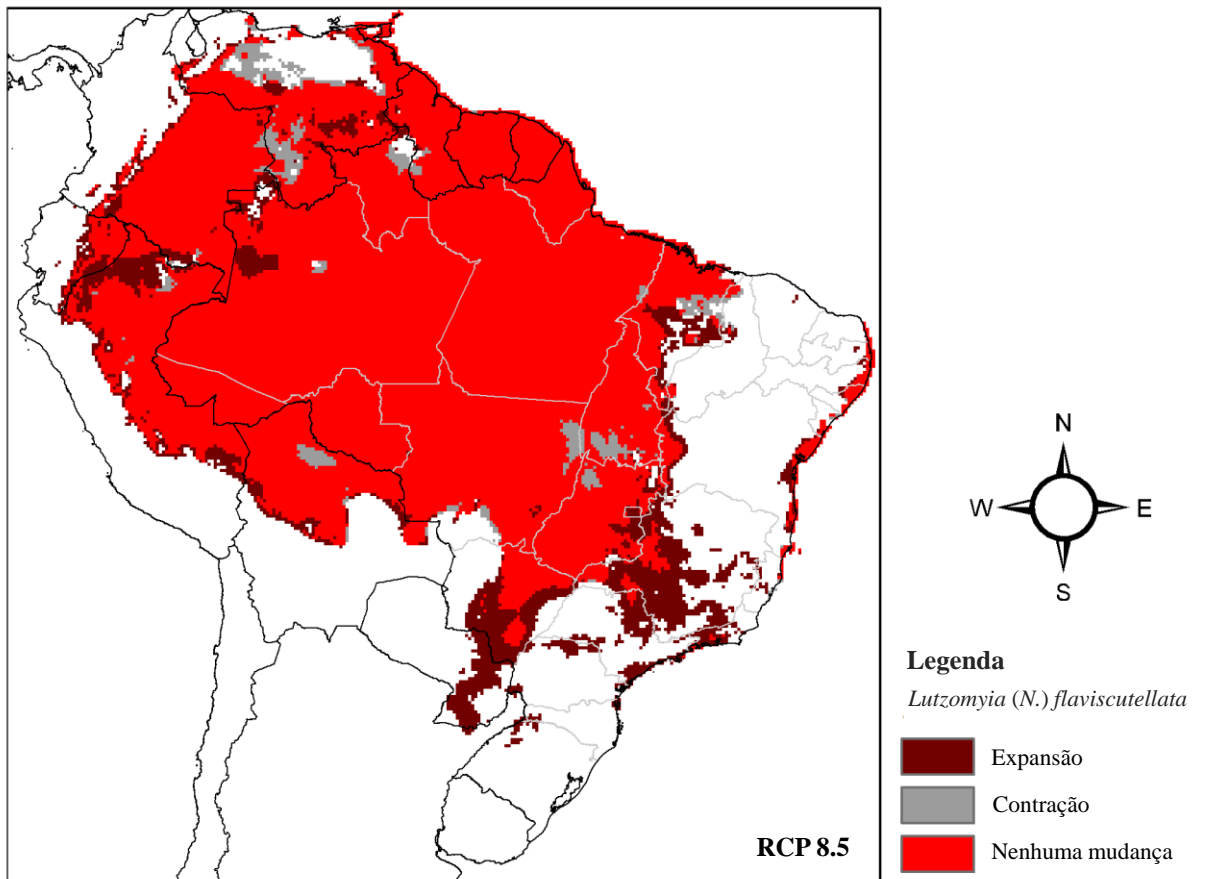 N
W E
S
Legenda
Lutzomyia (N.) flaviscutellata
Expansão
Contração
Nenhuma mudança
RCP 8.5